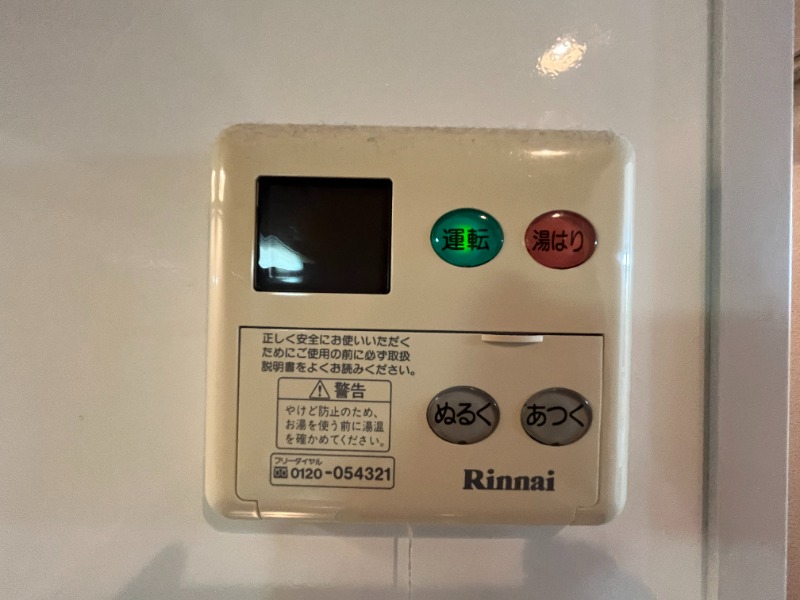 運転
湯はり
正しく安全にお使いいただく
ためにご使用の前に必ず取扱
説明書をよくお読みください。
警告
やけど防止のため、
お湯を使う前に湯温
を確かめてください。
フリーダイヤル
0120-054321
ぬるく
あつく
Rinnai